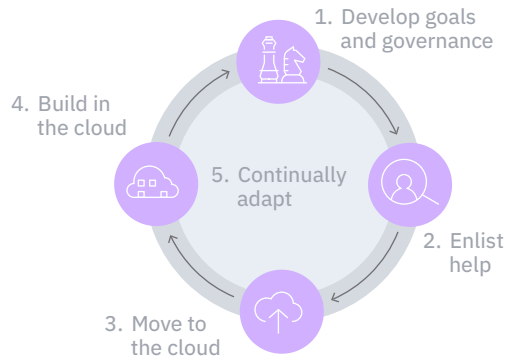 1. Develop goals
and governance
2. Enlist
help
3. Move to
the cloud
4. Build in
the cloud
5. Continually
adapt